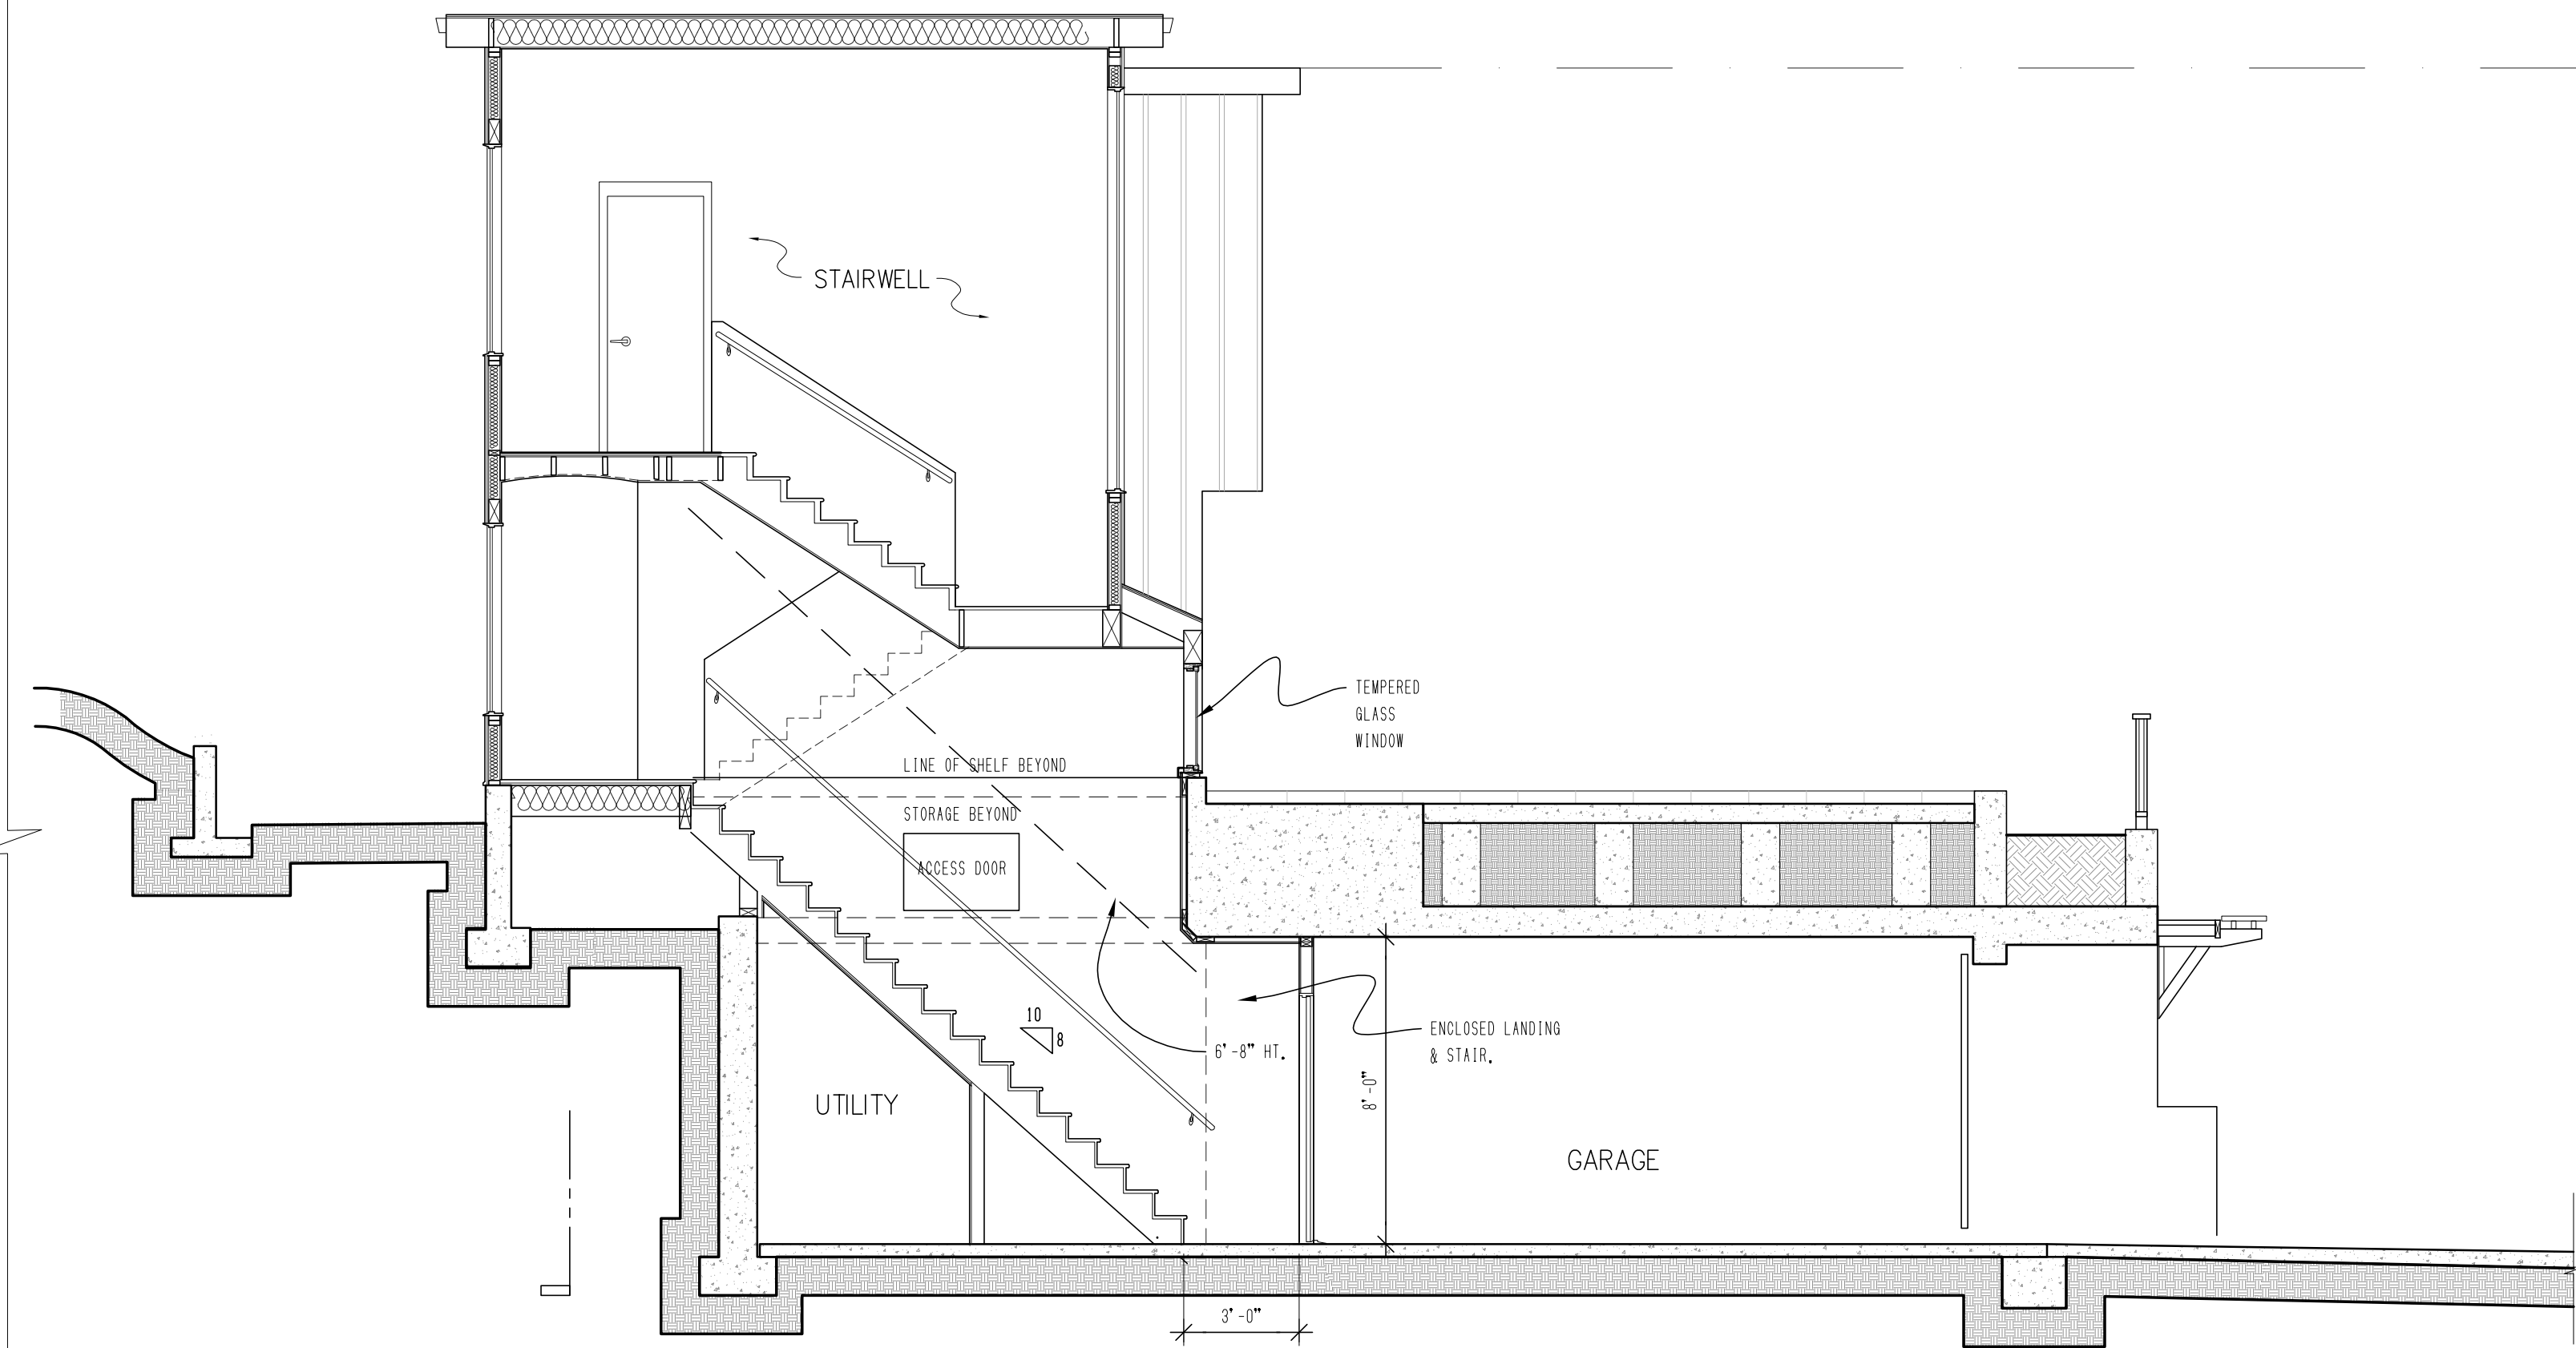 STAIRWELL
TEMPERED
GLASS
WINDOW
LINE OF SHELF BEYOND
STORAGE BEYOND
ACCESS DOOR
10
8
6'-8" HT.
ENCLOSED LANDING
& STAIR.
8'-0"
UTILITY
GARAGE
3'-0"